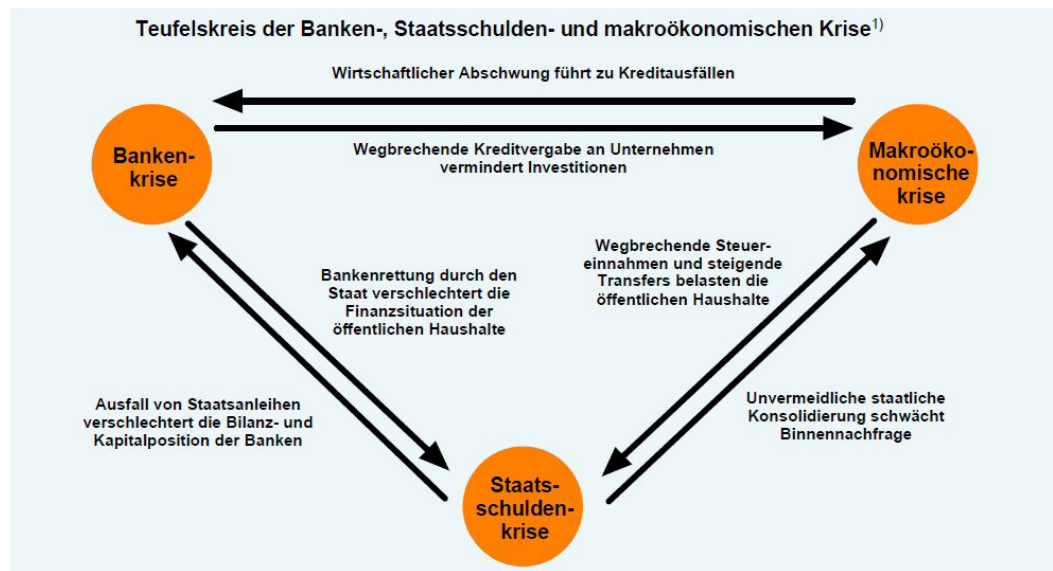 Teufelskreis der Banken-, Staatsschulden- und makroökonomischen Krise1)
Wirtschaftlicher Abschwung führt zu Kreditausfällen
Banken-
krise
Wegbrechende Kreditvergabe an Unternehmen
vermindert Investitionen
Makroöko-
nomische
krise
Bankenrettung durch den
Staat verschlechtert die
Finanzsituation der
öffentlichen Haushalte
Wegbrechende Steuer-
einnahmen und steigende
Transfers belasten die
öffentlichen Haushalte
Ausfall von Staatsanleihen
verschlechtert die Bilanz- und
Kapitalposition der Banken
Unvermeidliche staatliche
Konsolidierung schwächt
Binnennachfrage
Staats-
schulden-
krise